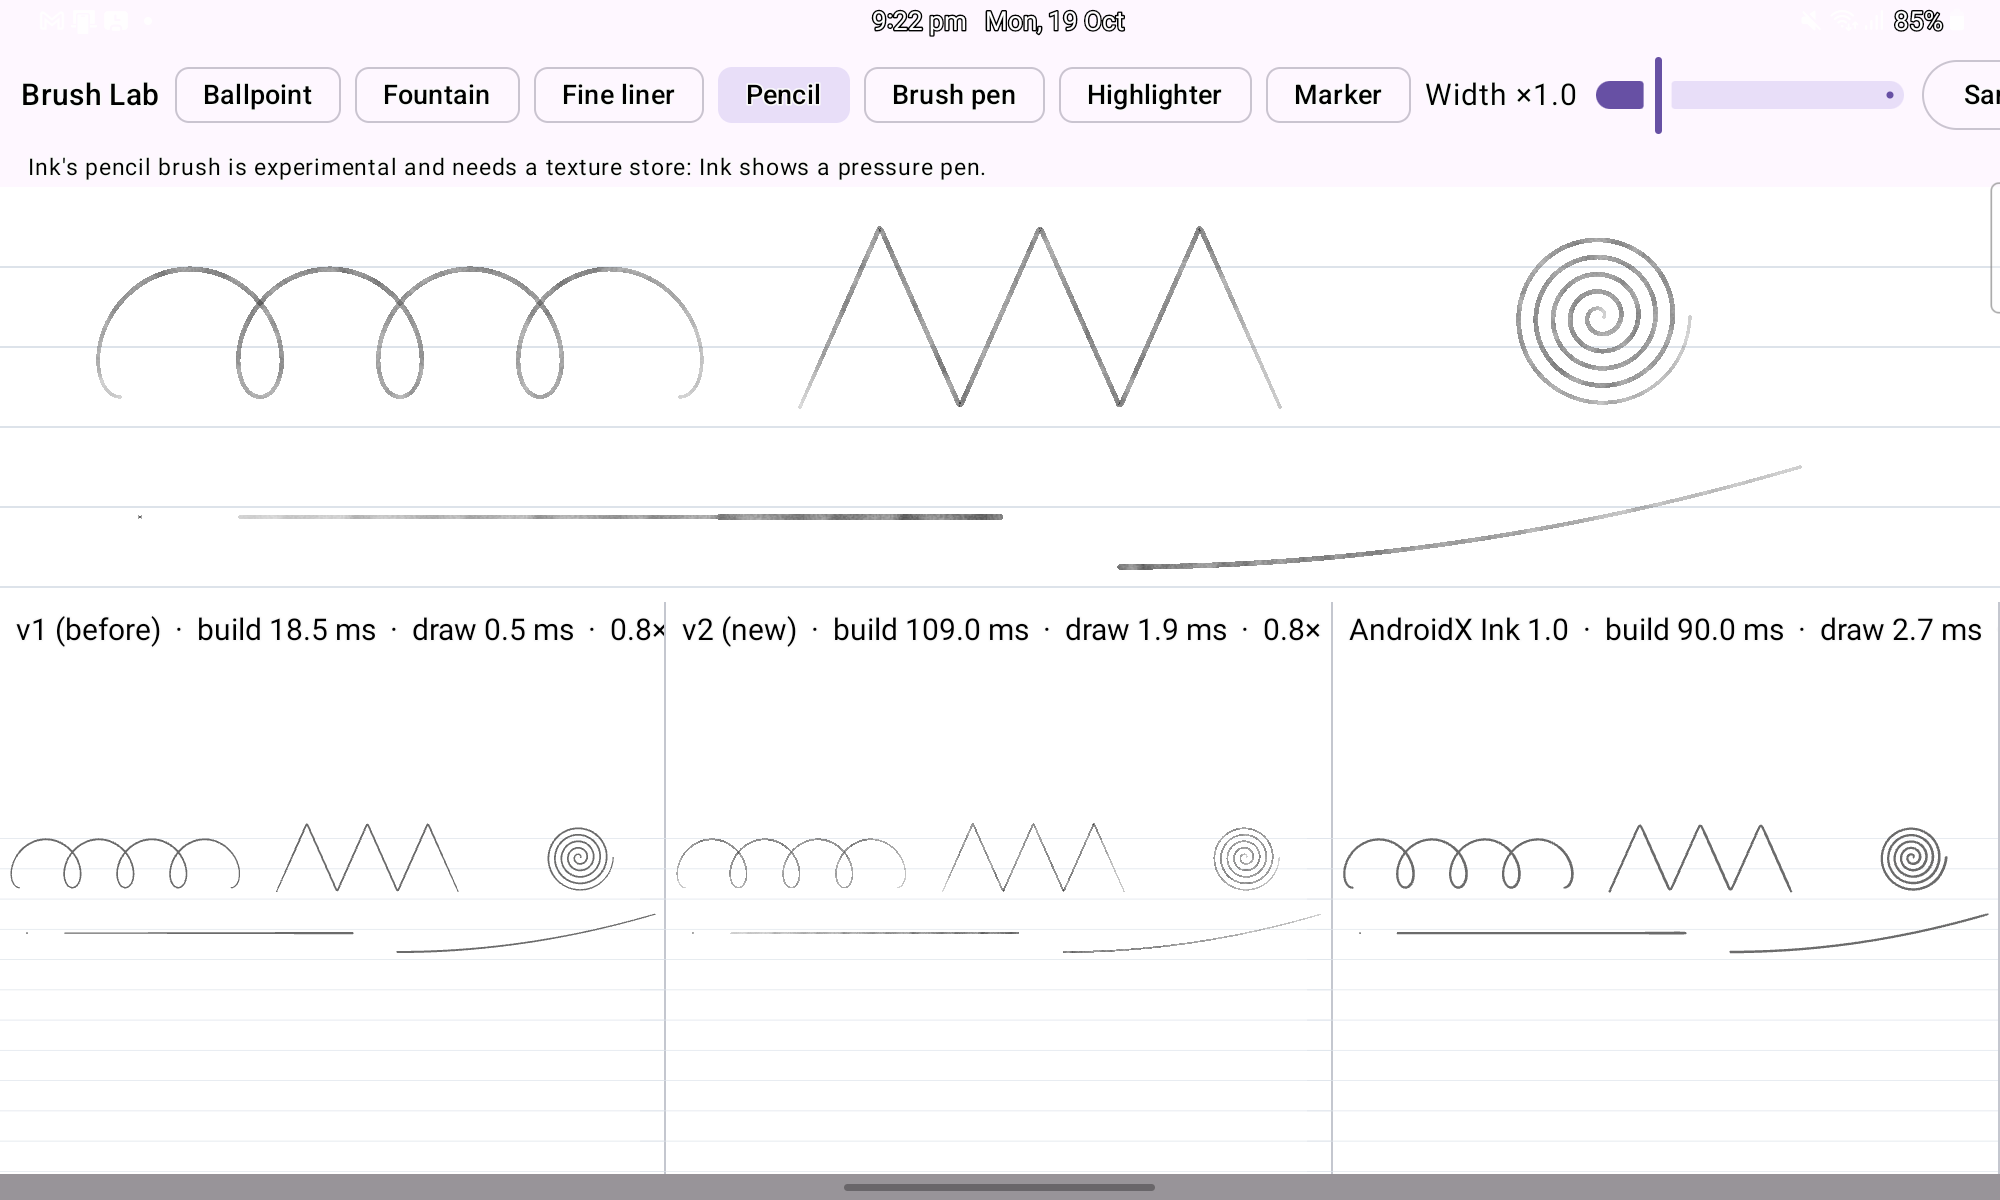 9:22 pm Mon, 19 Oct 85%
Brush Lab Ballpoint Fountain Fine liner Pencil Brush pen Highlighter Marker Width ×1.0
Ink's pencil brush is experimental and needs a texture store: Ink shows a pressure pen.
v1 (before) · build 18.5 ms · draw 0.5 ms · 0.8×
v2 (new) · build 109.0 ms · draw 1.9 ms · 0.8×
AndroidX Ink 1.0 · build 90.0 ms · draw 2.7 ms